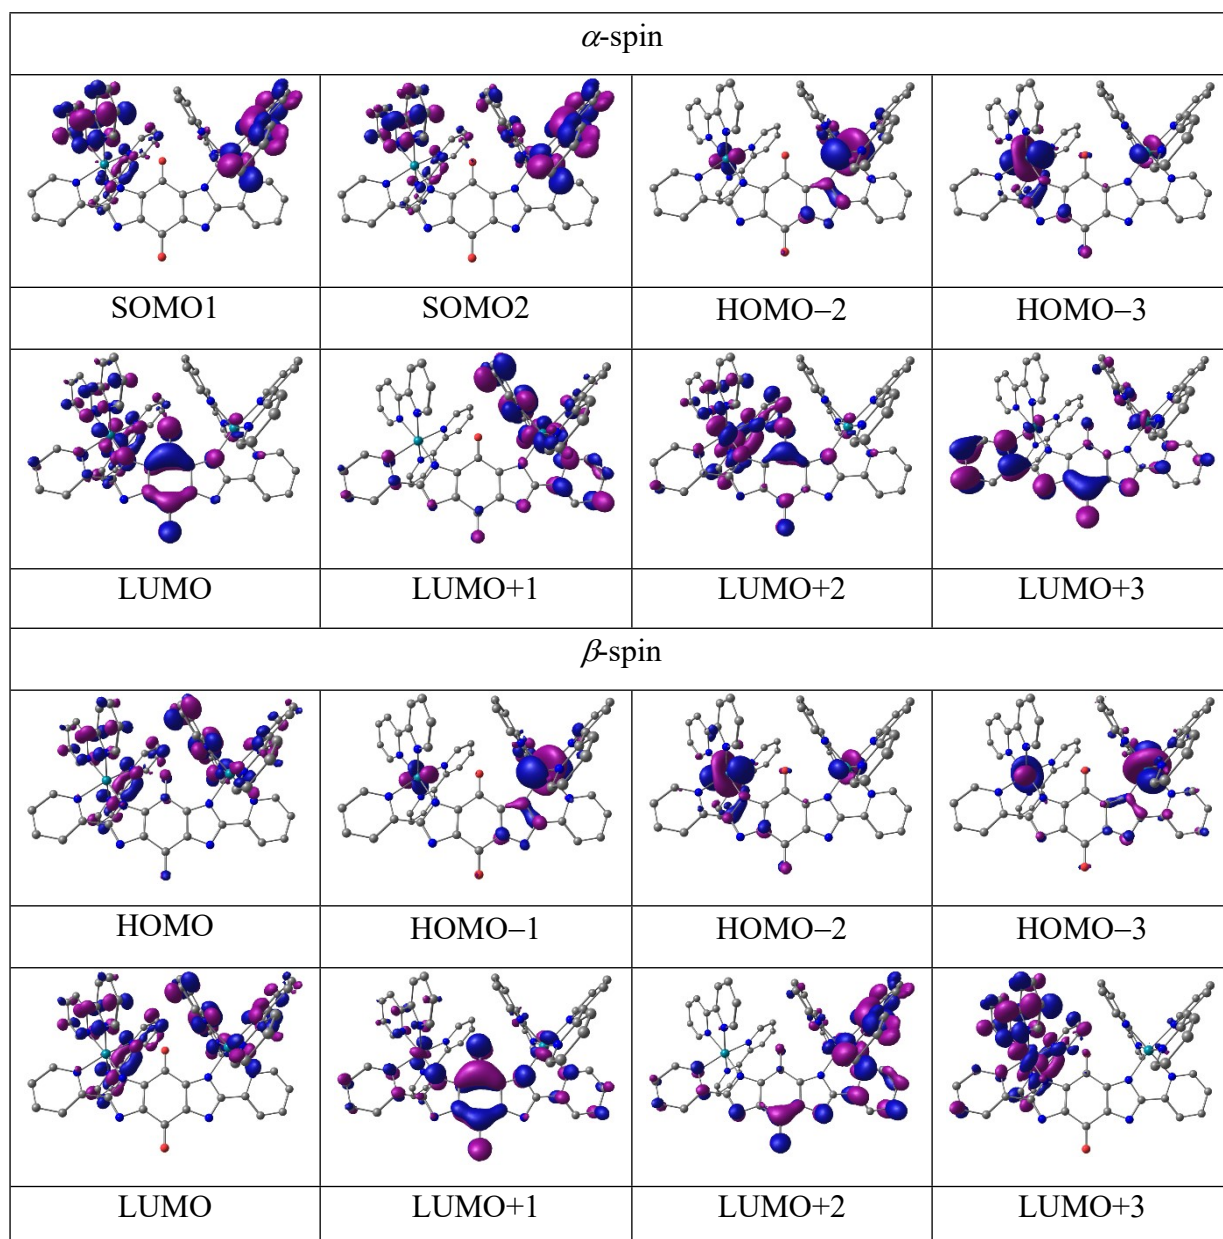 α-spin
SOMO1 SOMO2 HOMO−2 HOMO−3
LUMO LUMO+1 LUMO+2 LUMO+3
β-spin
HOMO HOMO−1 HOMO−2 HOMO−3
LUMO LUMO+1 LUMO+2 LUMO+3